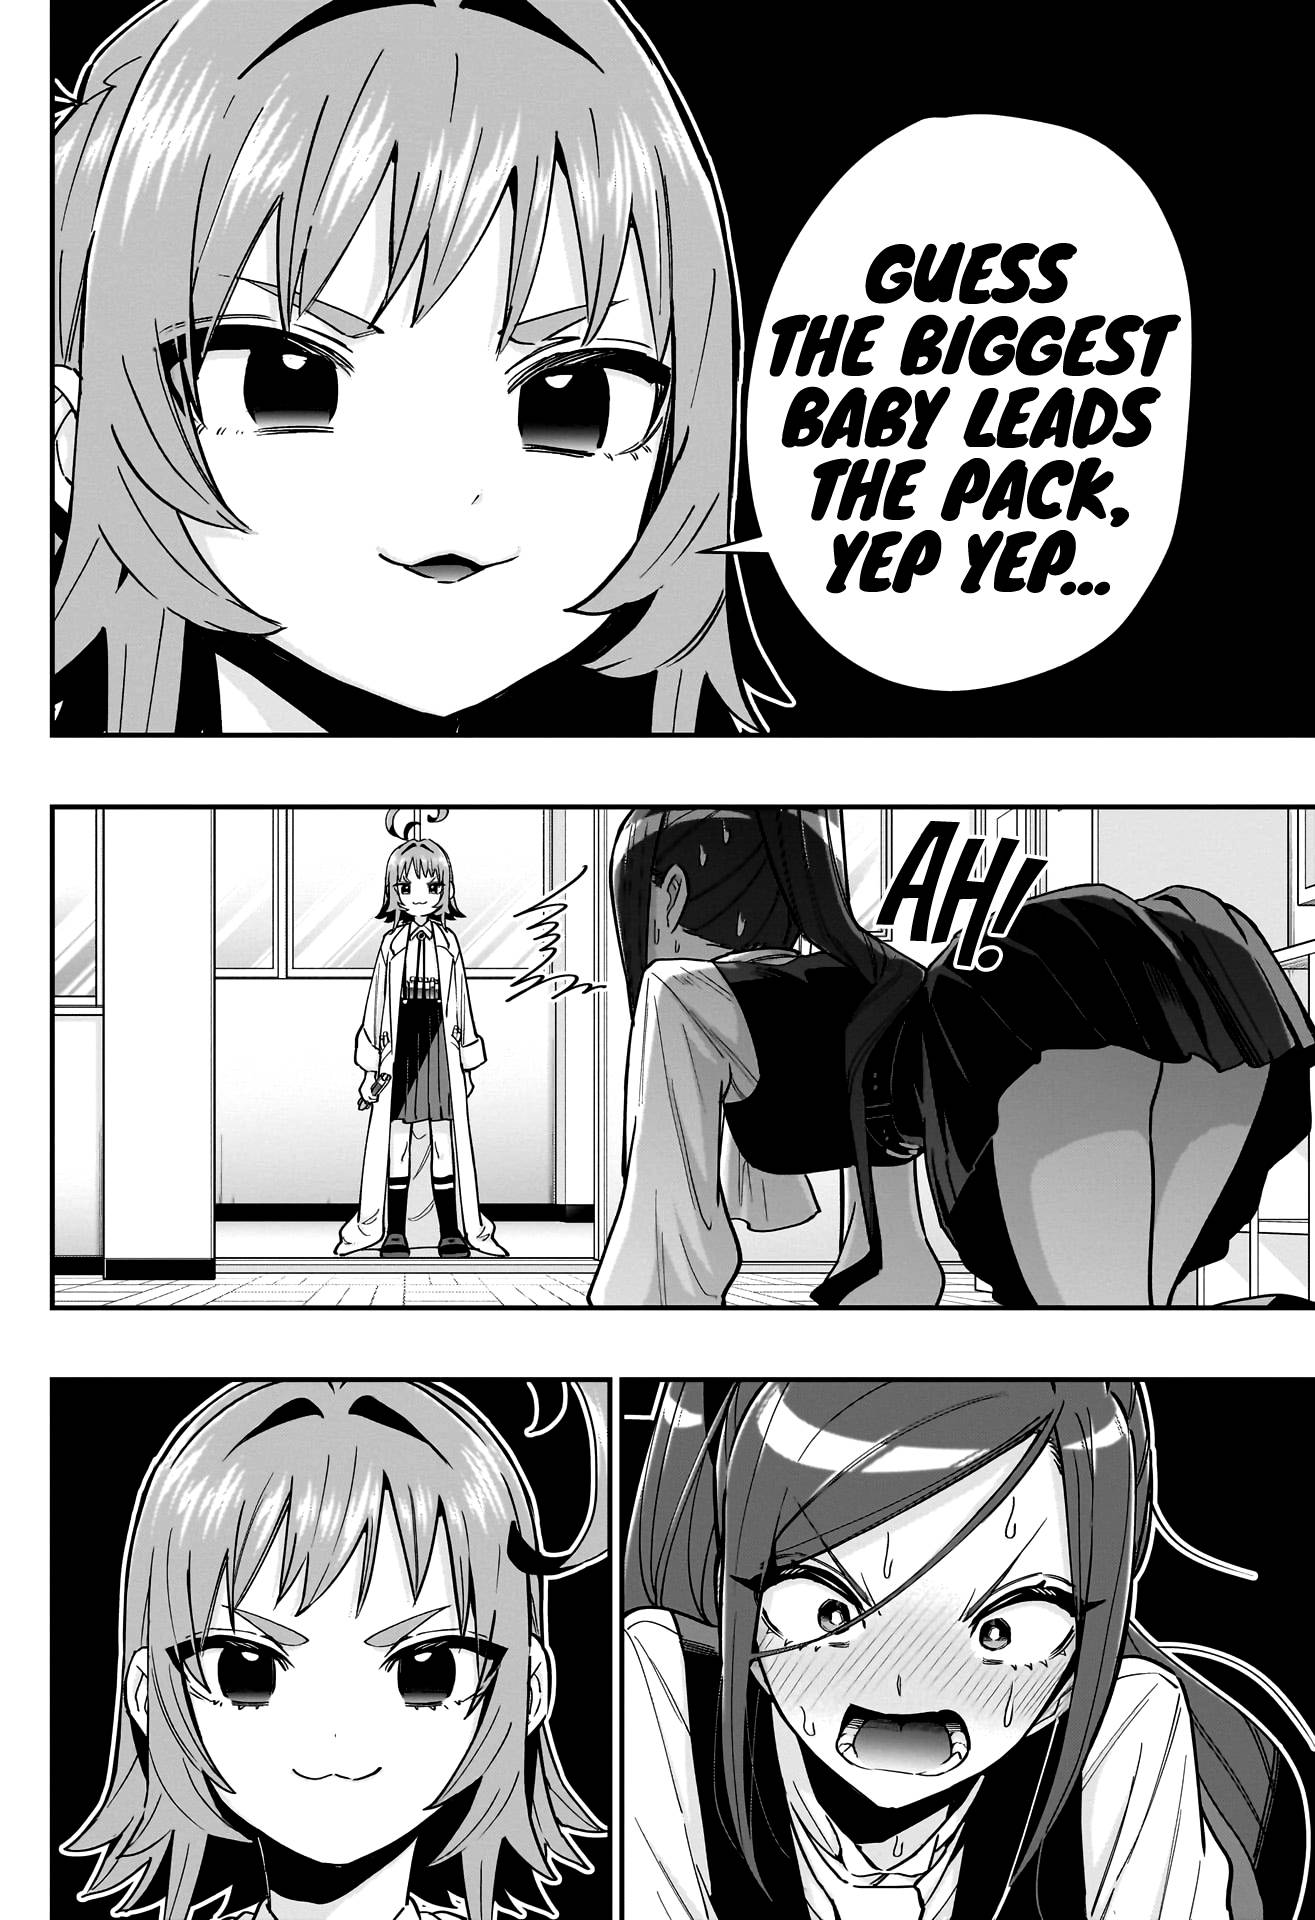 GUESS
THE BIGGEST
BABY LEADS
THE PACK,
YEP YEP...
AH!